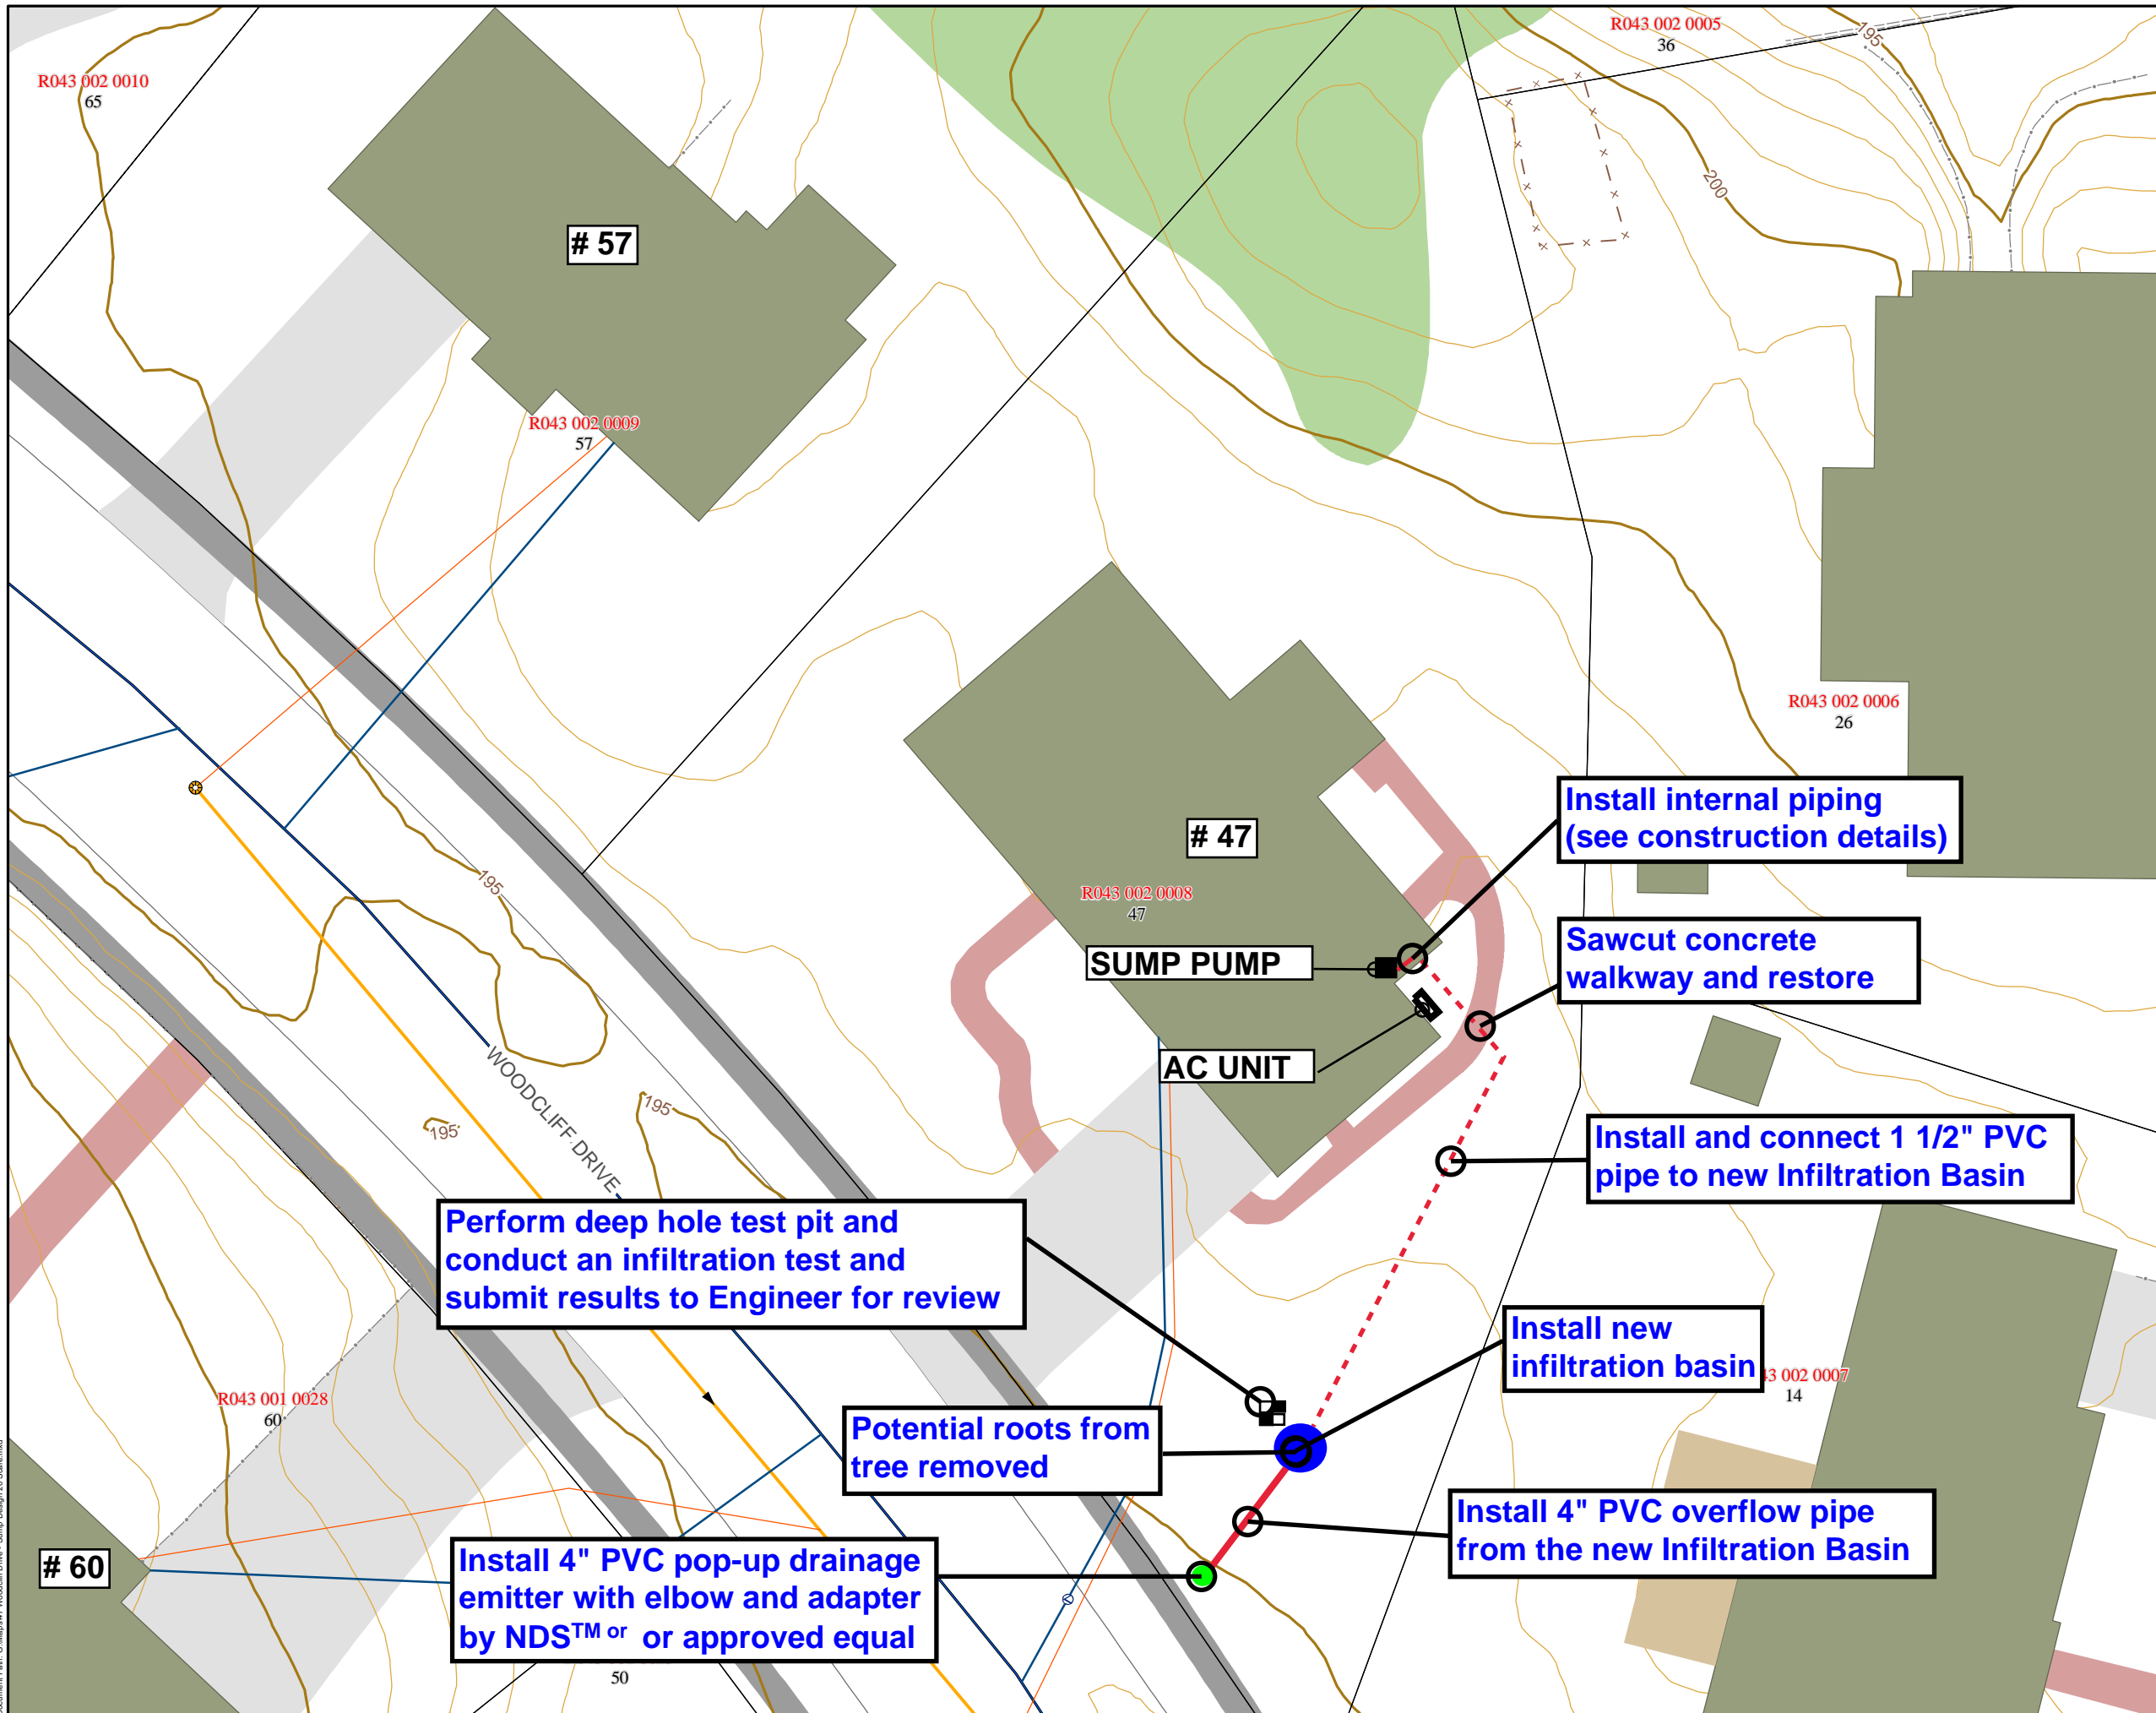 R043 002 0005
36
195
R043 002 0010
65
200
# 57
R043 002 0009
57
R043 002 0006
26
Install internal piping
(see construction details)
# 47
195
R043 002 0008
47
Sawcut concrete
walkway and restore
SUMP PUMP
AC UNIT
195
195
WOODCLIFF DRIVE
Install and connect 1 1/2" PVC
pipe to new Infiltration Basin
Perform deep hole test pit and
conduct an infiltration test and
submit results to Engineer for review
Install new
infiltration basin
43 002 0007
14
R043 001 0028
60
Potential roots from
tree removed
Install 4" PVC overflow pipe
from the new Infiltration Basin
# 60
Install 4" PVC pop-up drainage
emitter with elbow and adapter
by NDS™ or or approved equal
50